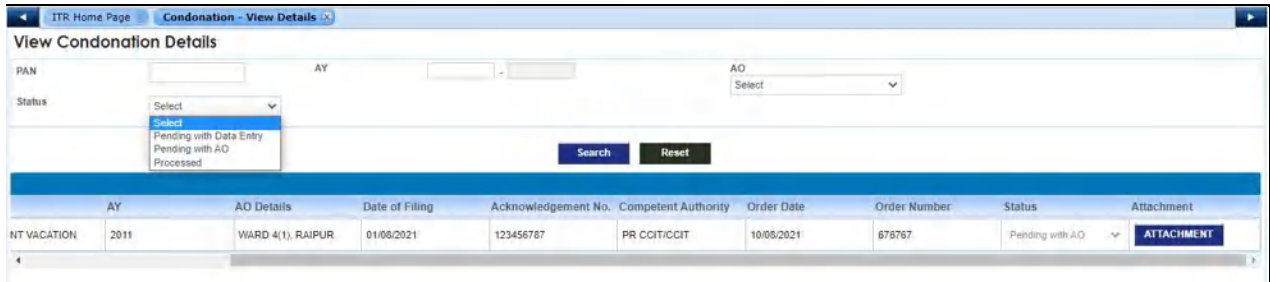 ITR Home Page Condonation - View Details
View Condonation Details
PAN AY - AO
Select
Status Select
Select
Pending with Data Entry
Pending with AO
Processed
Search Reset
AY AO Details Date of Filing Acknowledgement No. Competent Authority Order Date Order Number Status Attachment
NT VACATION 2011 WARD 4(1), RAIPUR 01/08/2021 123456787 PR CCIT/CCIT 10/08/2021 676767 Pending with AO ATTACHMENT